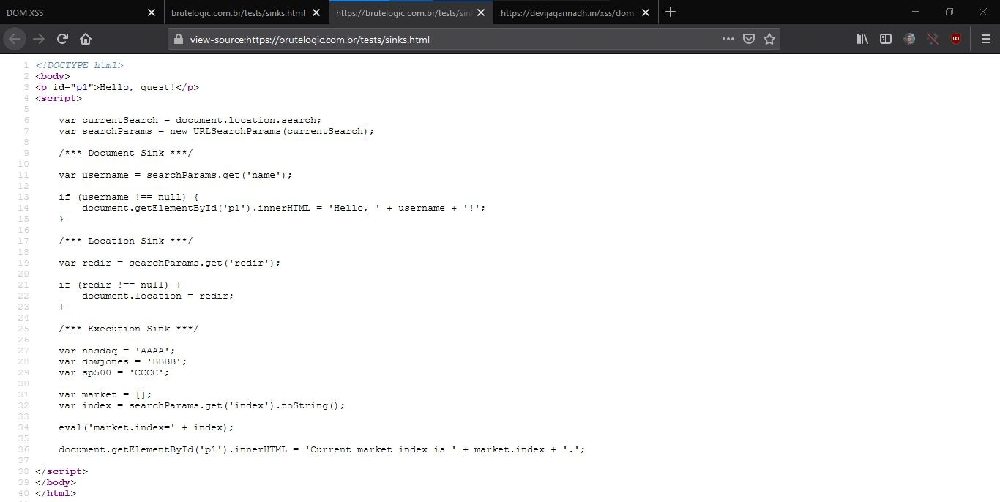 DOM XSS
brutelogic.com.br/tests/sinks.html
https://brutelogic.com.br/tests/sin
https://devijagannadh.in/xss/dom
view-source:https://brutelogic.com.br/tests/sinks.html
1 <!DOCTYPE html>
2 <body>
3 <p id="p1">Hello, guest!</p>
4 <script>
5
6     var currentSearch = document.location.search;
7     var searchParams = new URLSearchParams(currentSearch);
8
9     /*** Document Sink ***/
10
11     var username = searchParams.get('name');
12
13     if (username !== null) {
14         document.getElementById('p1').innerHTML = 'Hello, ' + username + '!';
15     }
16
17     /*** Location Sink ***/
18
19     var redir = searchParams.get('redir');
20
21     if (redir !== null) {
22         document.location = redir;
23     }
24
25     /*** Execution Sink ***/
26
27     var nasdaq = 'AAAA';
28     var dowjones = 'BBBB';
29     var sp500 = 'CCCC';
30
31     var market = [];
32     var index = searchParams.get('index').toString();
33
34     eval('market.index=' + index);
35
36     document.getElementById('p1').innerHTML = 'Current market index is ' + market.index + '.';
37
38 </script>
39 </body>
40 </html>